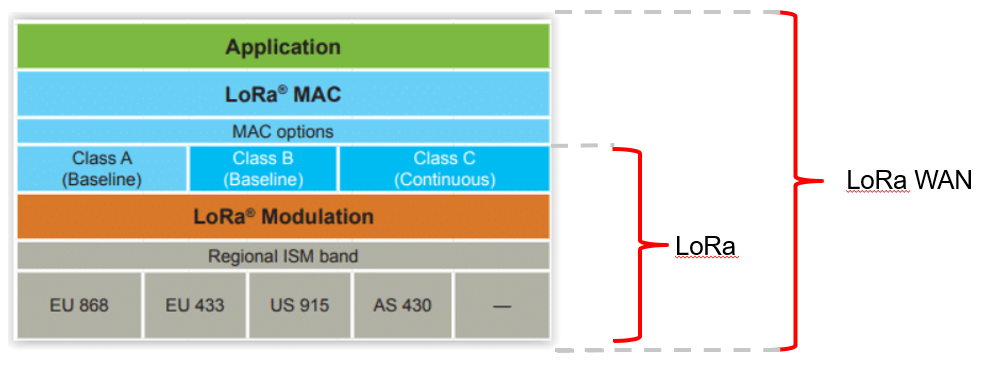 Application
LoRa® MAC
MAC options
Class A
(Baseline)
Class B
(Baseline)
Class C
(Continuous)
LoRa® Modulation
Regional ISM band
EU 868
EU 433
US 915
AS 430
—
LoRa
LoRa WAN